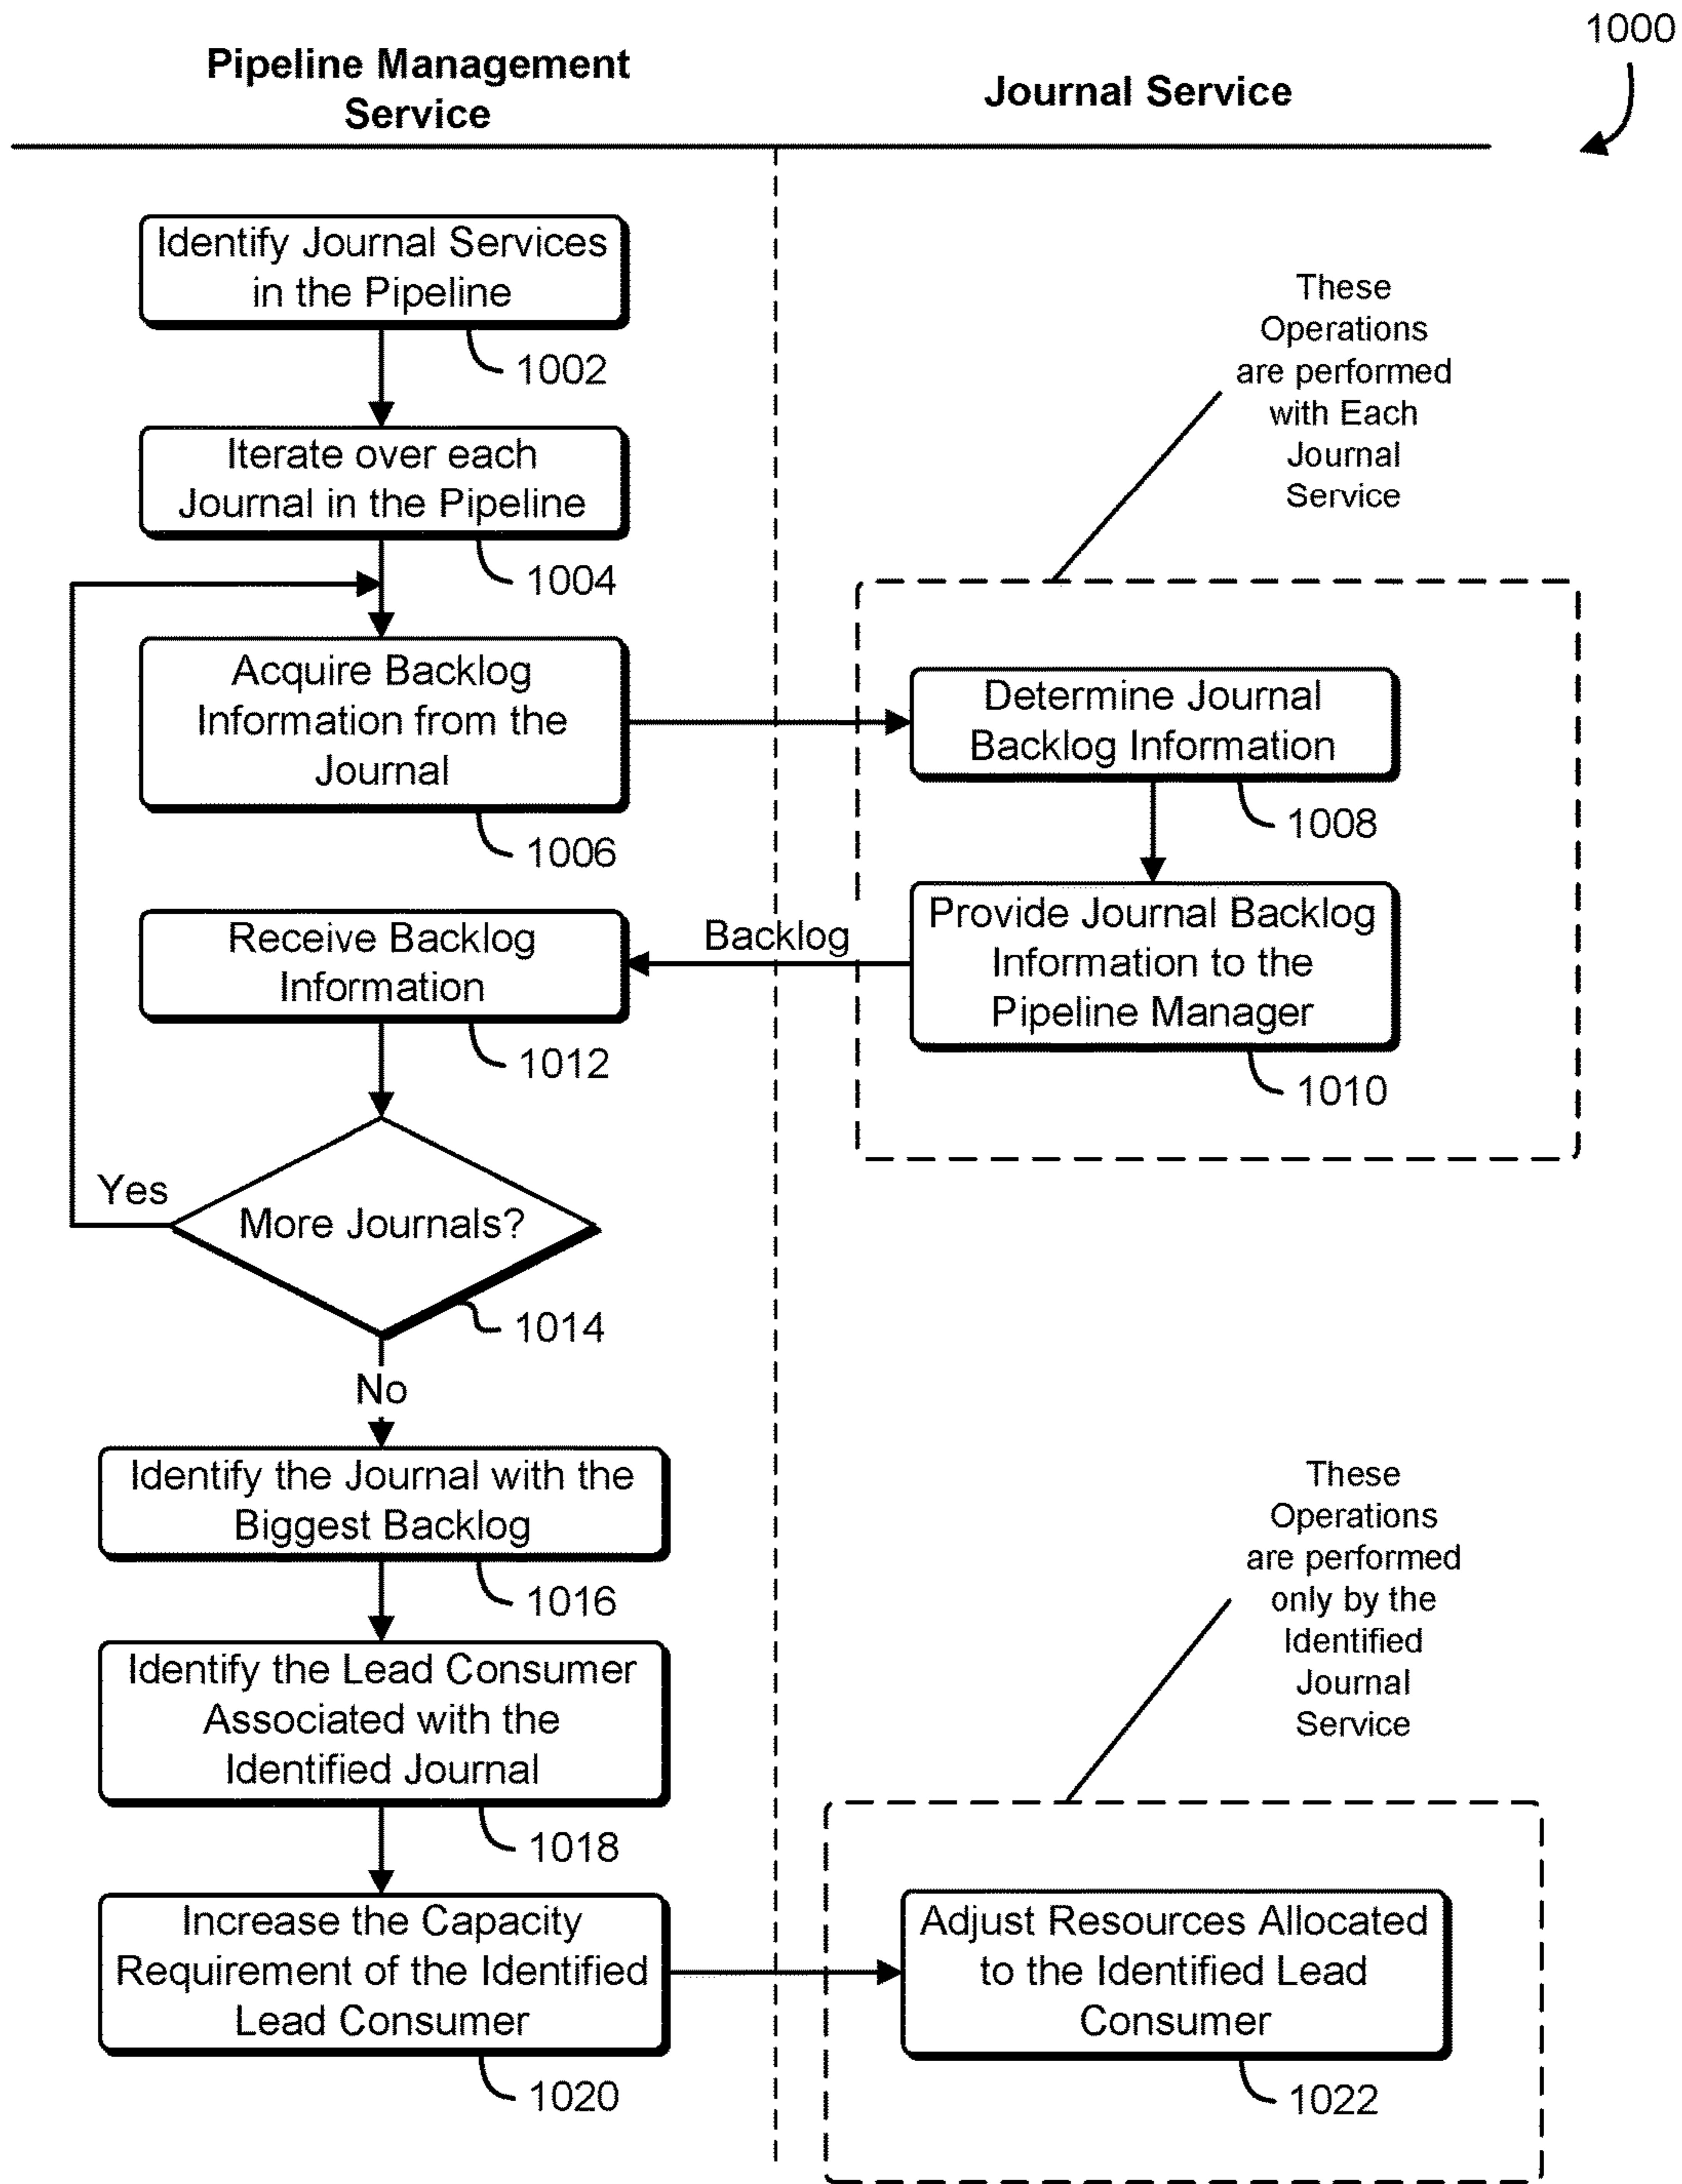 1000
Pipeline Management
Service
Journal Service
Identify Journal Services
in the Pipeline
1002
Iterate over each
Journal in the Pipeline
1004
These
Operations
are performed
with Each
Journal
Service
Acquire Backlog
Information from the
Journal
1006
Determine Journal
Backlog Information
1008
Provide Journal Backlog
Information to the
Pipeline Manager
1010
Backlog
Receive Backlog
Information
1012
More Journals?
1014
Yes
No
Identify the Journal with the
Biggest Backlog
1016
Identify the Lead Consumer
Associated with the
Identified Journal
1018
Increase the Capacity
Requirement of the Identified
Lead Consumer
1020
These
Operations
are performed
only by the
Identified
Journal
Service
Adjust Resources Allocated
to the Identified Lead
Consumer
1022